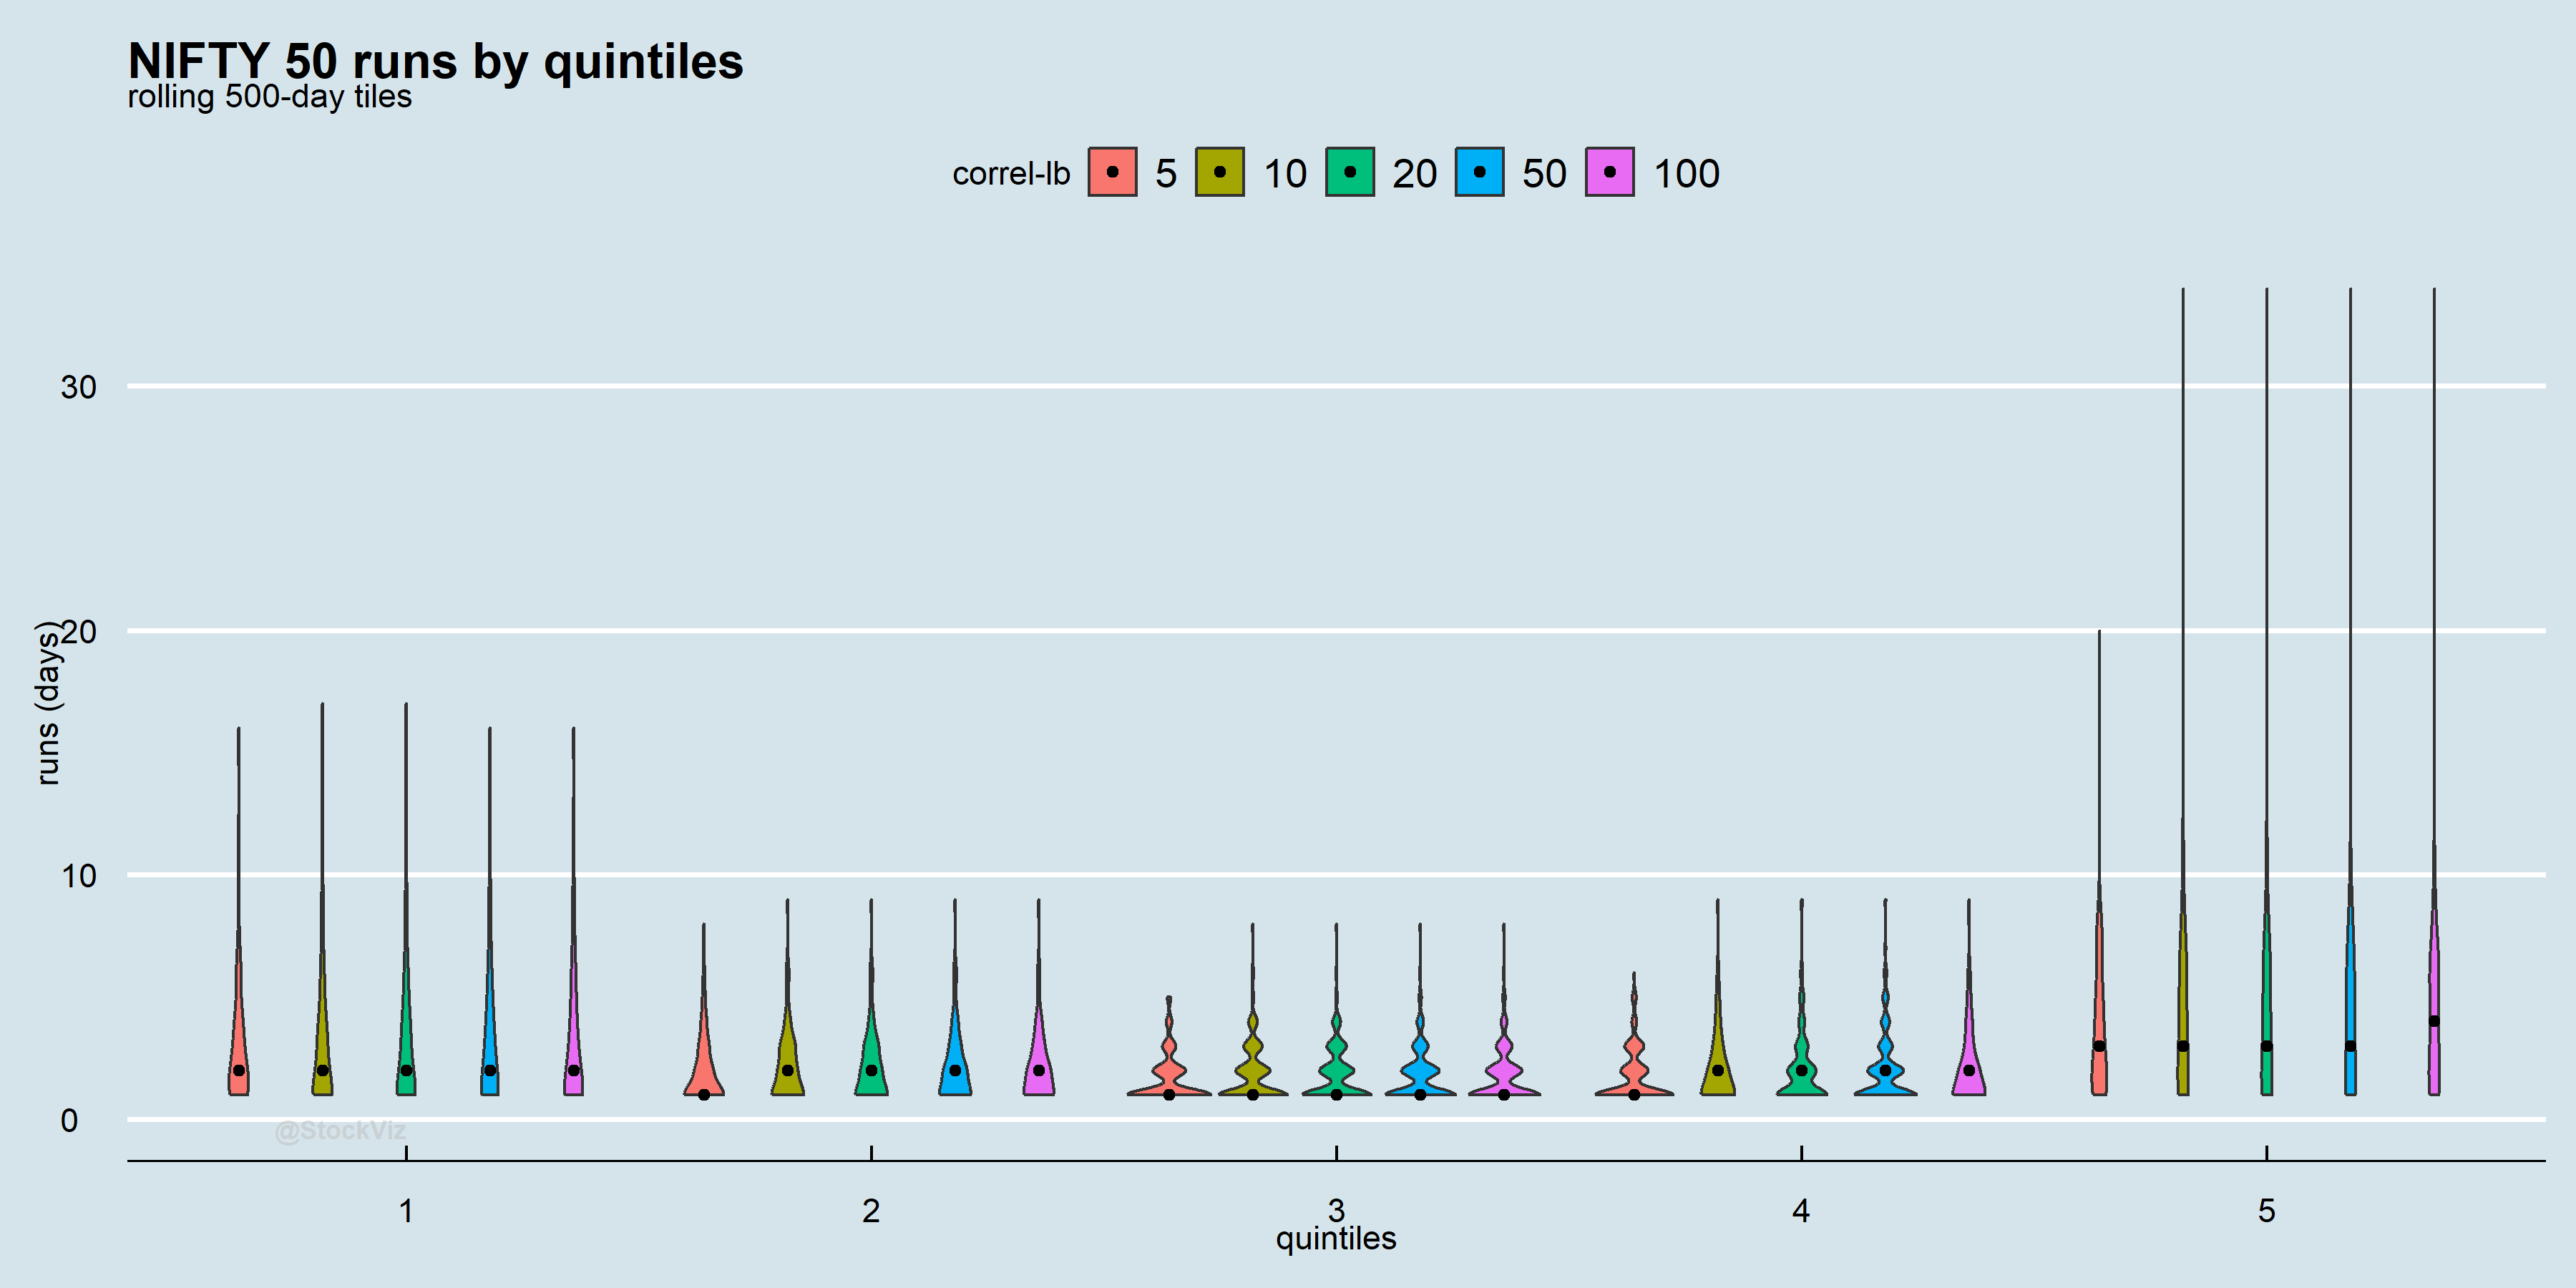 NIFTY 50 runs by quintiles
rolling 500-day tiles
correl-lb 5 10 20 50 100
30
20
10
0
runs (days)
@StockViz
1 2 3 4 5
quintiles